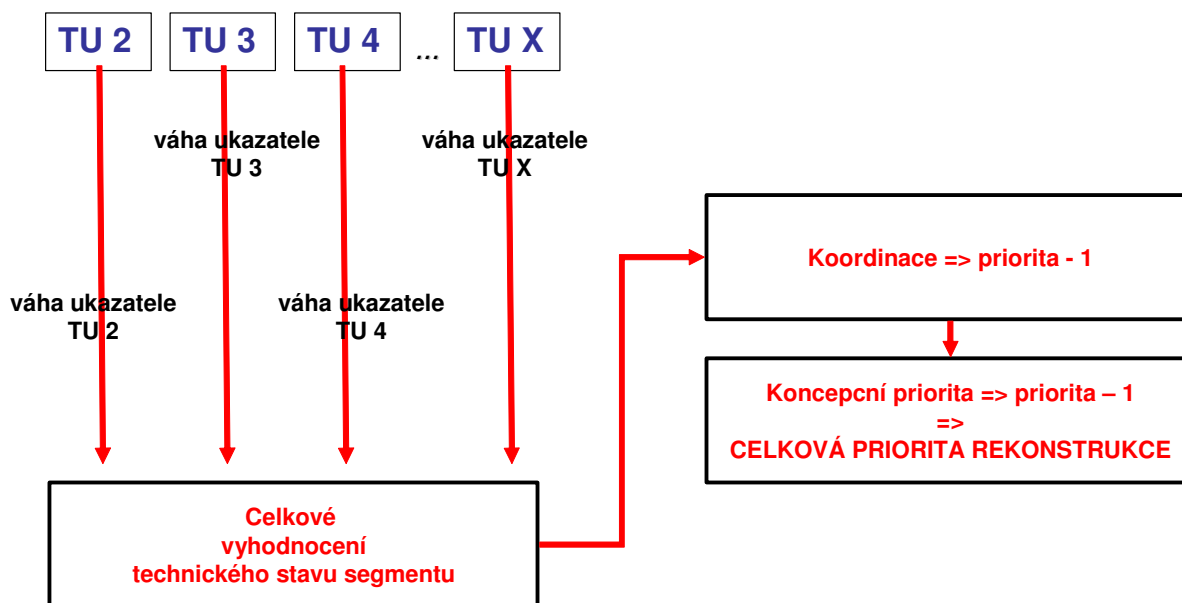 TU 2
TU 3
TU 4
...
TU X
váha ukazatele
TU 3
váha ukazatele
TU X
váha ukazatele
TU 2
váha ukazatele
TU 4
Koordinace => priorita - 1
Koncepcní priorita => priorita – 1
=>
CELKOVÁ PRIORITA REKONSTRUKCE
Celkové
vyhodnocení
technického stavu segmentu